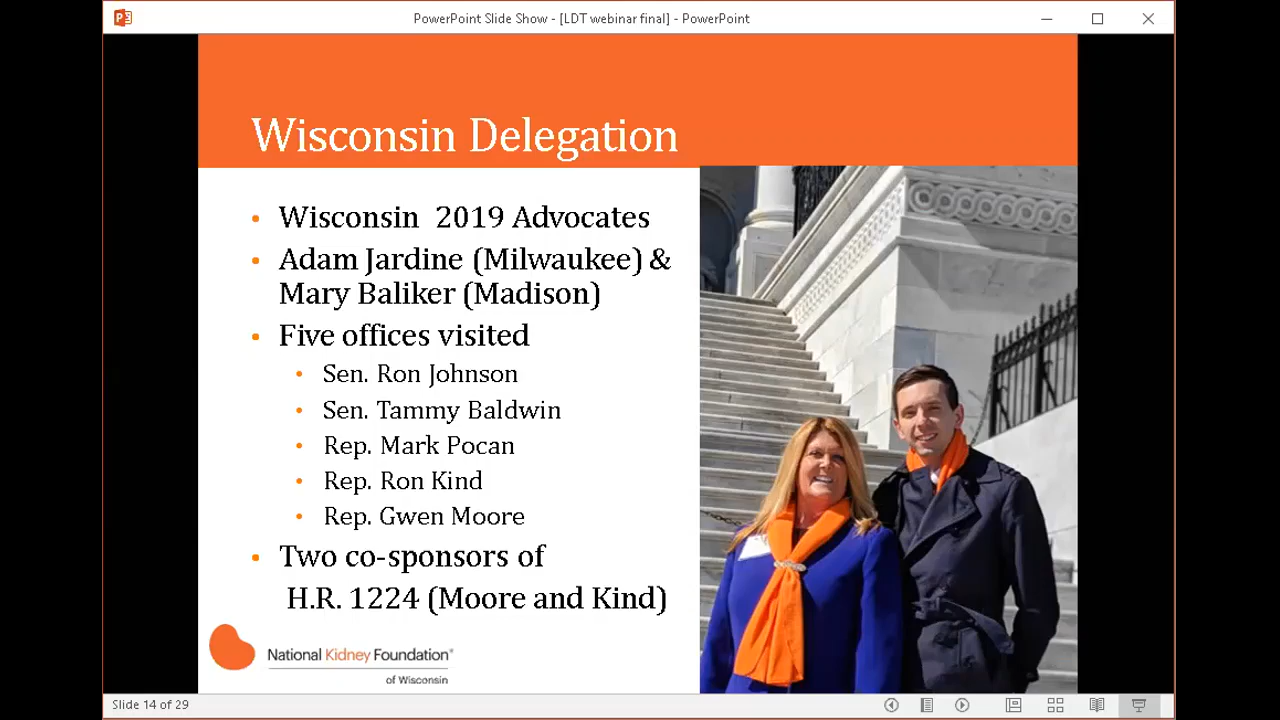 PowerPoint Slide Show - [LDT webinar final] - PowerPoint
Wisconsin Delegation
• Wisconsin 2019 Advocates
• Adam Jardine (Milwaukee) &
Mary Baliker (Madison)
• Five offices visited
• Sen. Ron Johnson
• Sen. Tammy Baldwin
• Rep. Mark Pocan
• Rep. Ron Kind
• Rep. Gwen Moore
• Two co-sponsors of
H.R. 1224 (Moore and Kind)
National Kidney Foundation®
of Wisconsin
Slide 14 of 29